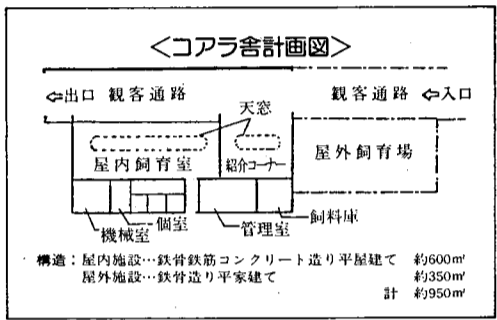 <コアラ舎計画図>
⇦出口 観客通路
観客通路 ⇦入口
天窓
屋内飼育室
紹介コーナー
屋外飼育場
機械室
個室
管理室
飼料庫
構造:屋内施設…鉄骨鉄筋コンクリート造り平屋建て 約600㎡
屋外施設…鉄骨造り平家建て 約350㎡
計 約950㎡